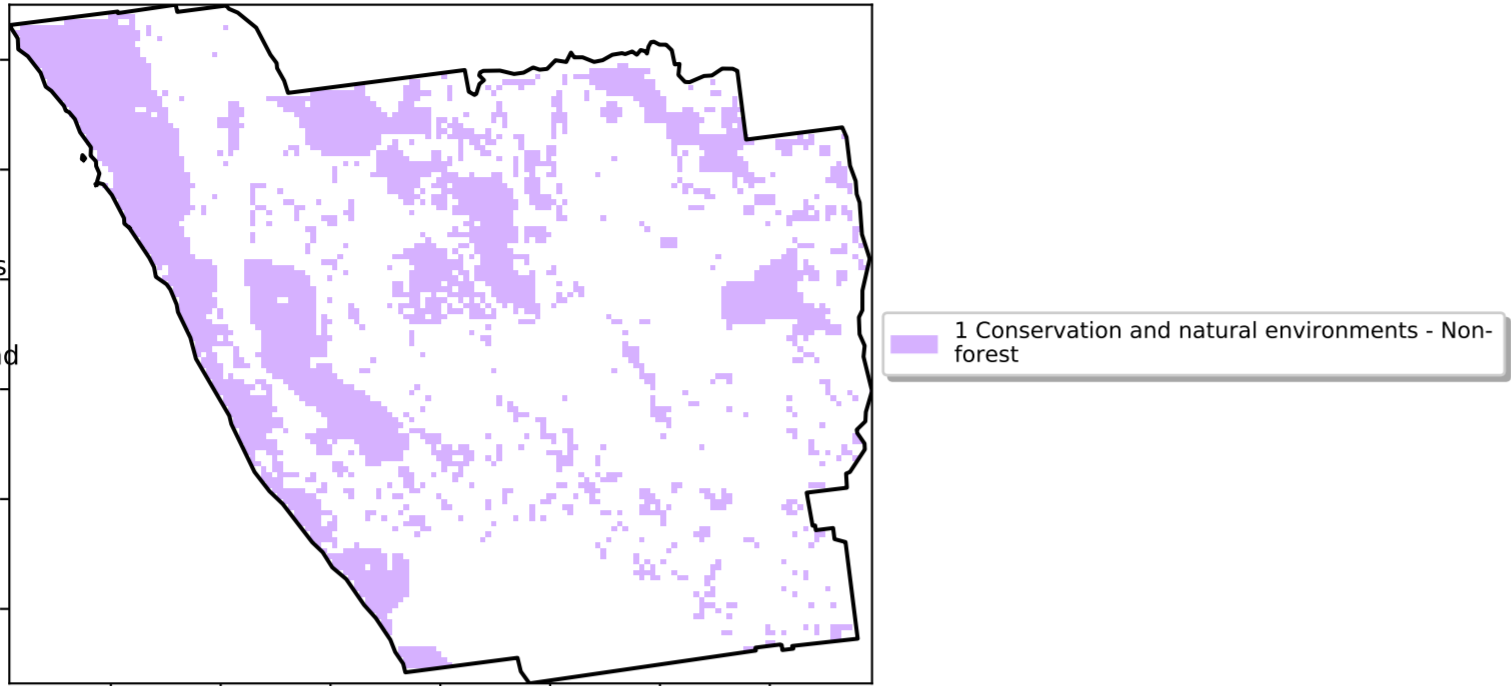 1 Conservation and natural environments - Non-
forest